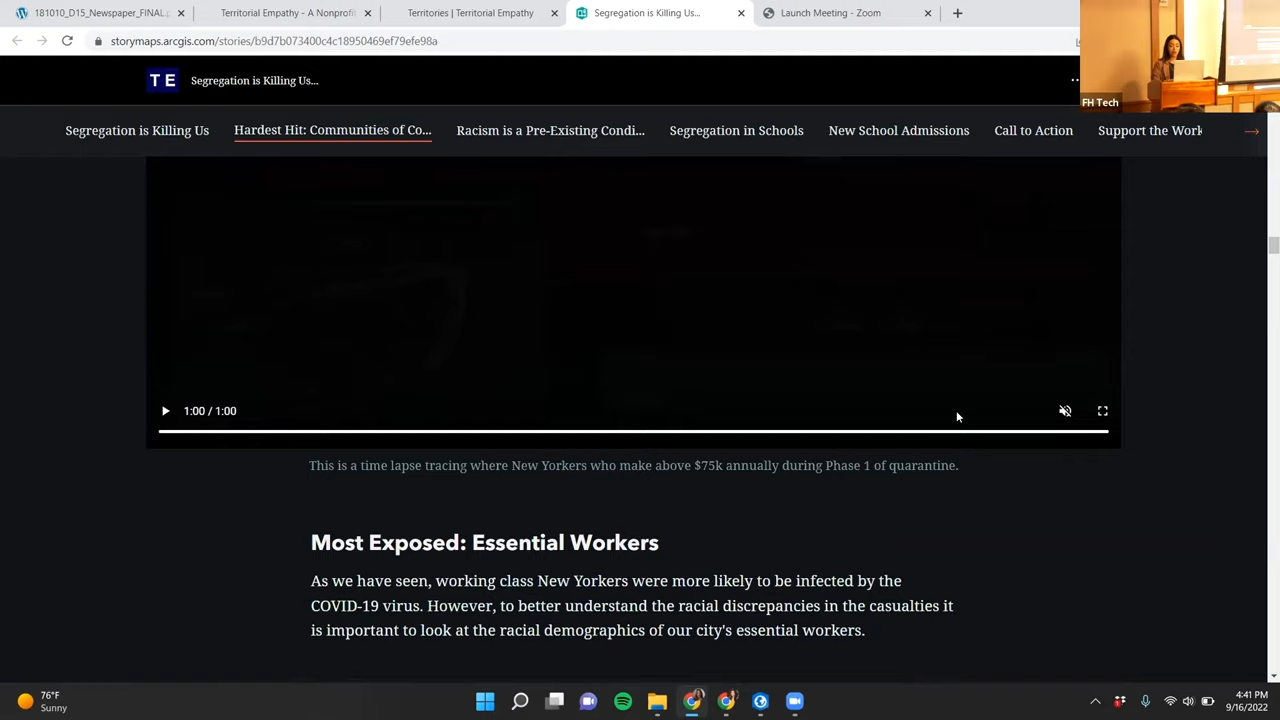 181010_D15_Newspaper_FINAL.p
Territorial Empathy - A Nonprofit
Territories | Territorial Empathy
Segregation is Killing Us...
Launch Meeting - Zoom
storymaps.arcgis.com/stories/b9d7b073400c4c18950469ef79efe98a
T E
Segregation is Killing Us...
FH Tech
Segregation is Killing Us
Hardest Hit: Communities of Co...
Racism is a Pre-Existing Condi...
Segregation in Schools
New School Admissions
Call to Action
Support the Work
1:00 / 1:00
This is a time lapse tracing where New Yorkers who make above $75k annually during Phase 1 of quarantine.
Most Exposed: Essential Workers
As we have seen, working class New Yorkers were more likely to be infected by the
COVID-19 virus. However, to better understand the racial discrepancies in the casualties it
is important to look at the racial demographics of our city's essential workers.
76°F
Sunny
4:41 PM
9/16/2022